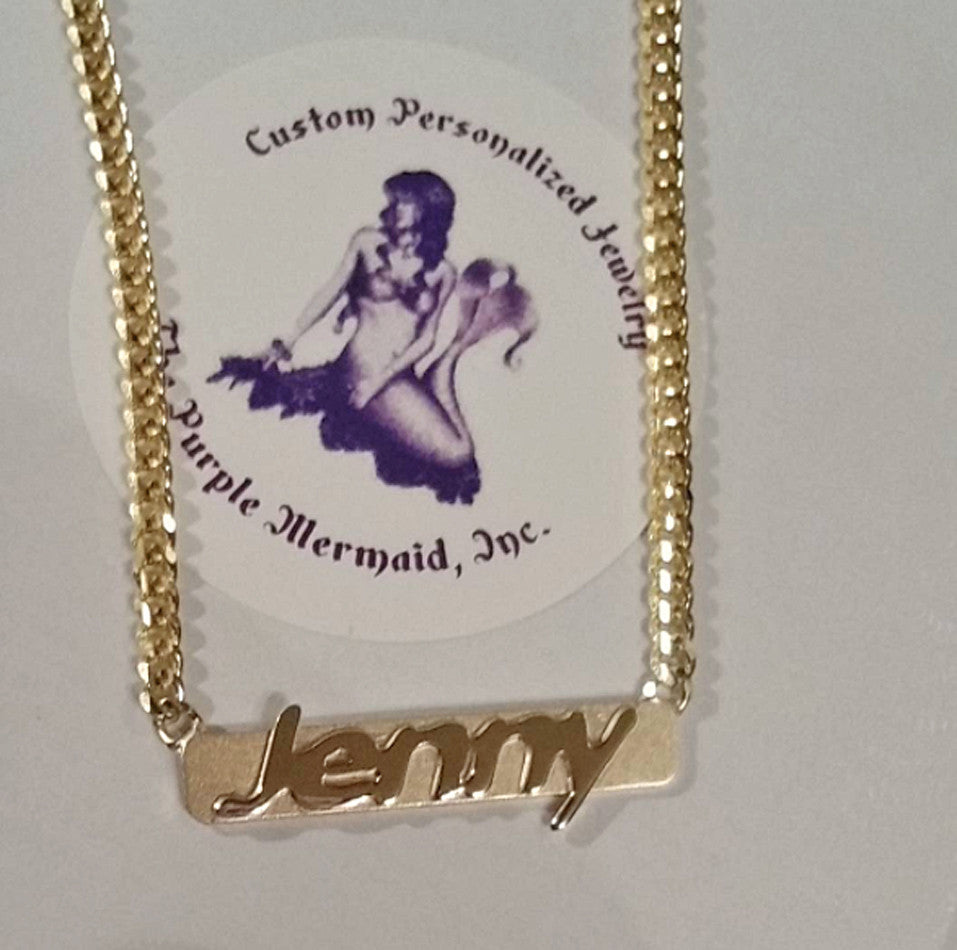 Custom Personalized Jewelry
The Purple Mermaid, Inc.
Jenny